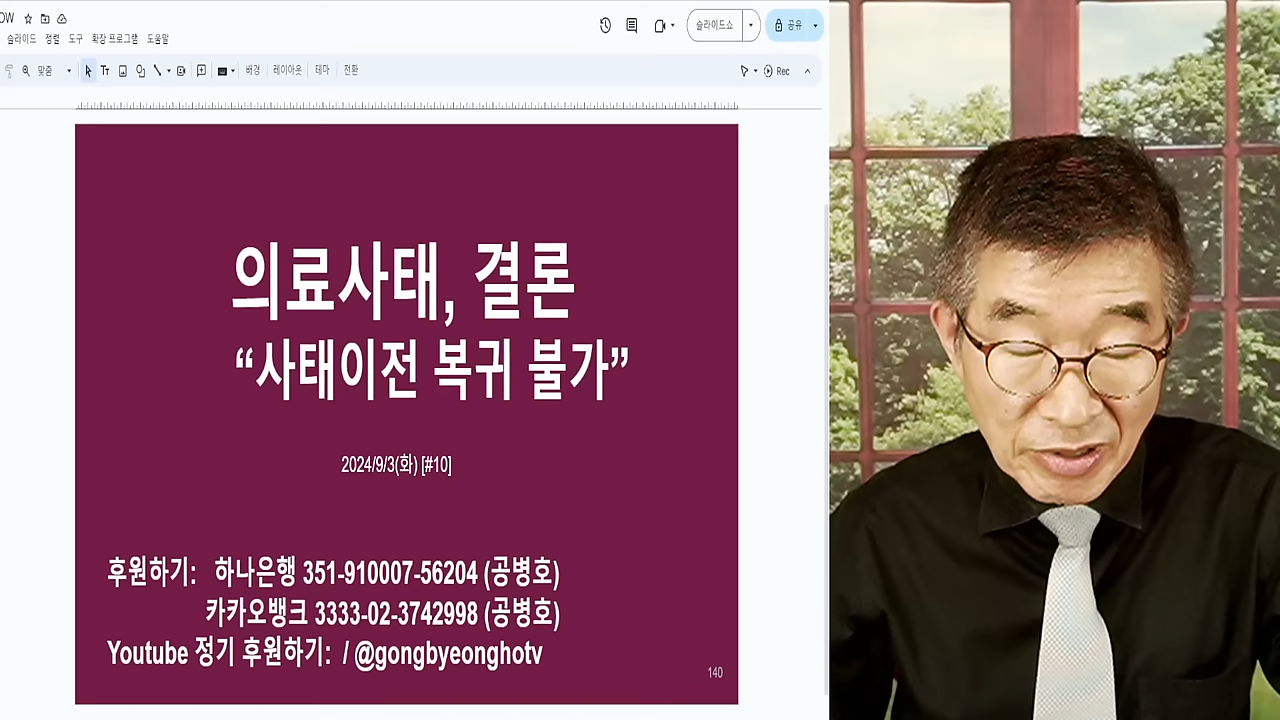 OW
슬라이드 정렬 도구 확장 프로그램 도움말
슬라이드쇼
공유
맞춤
Tт
배경 레이아웃 테마 전환
Rec
의료사태, 결론
“사태이전 복귀 불가”
2024/9/3(화) [#10]
후원하기: 하나은행 351-910007-56204 (공병호)
카카오뱅크 3333-02-3742998 (공병호)
Youtube 정기 후원하기: / @gongbyeonghotv
140